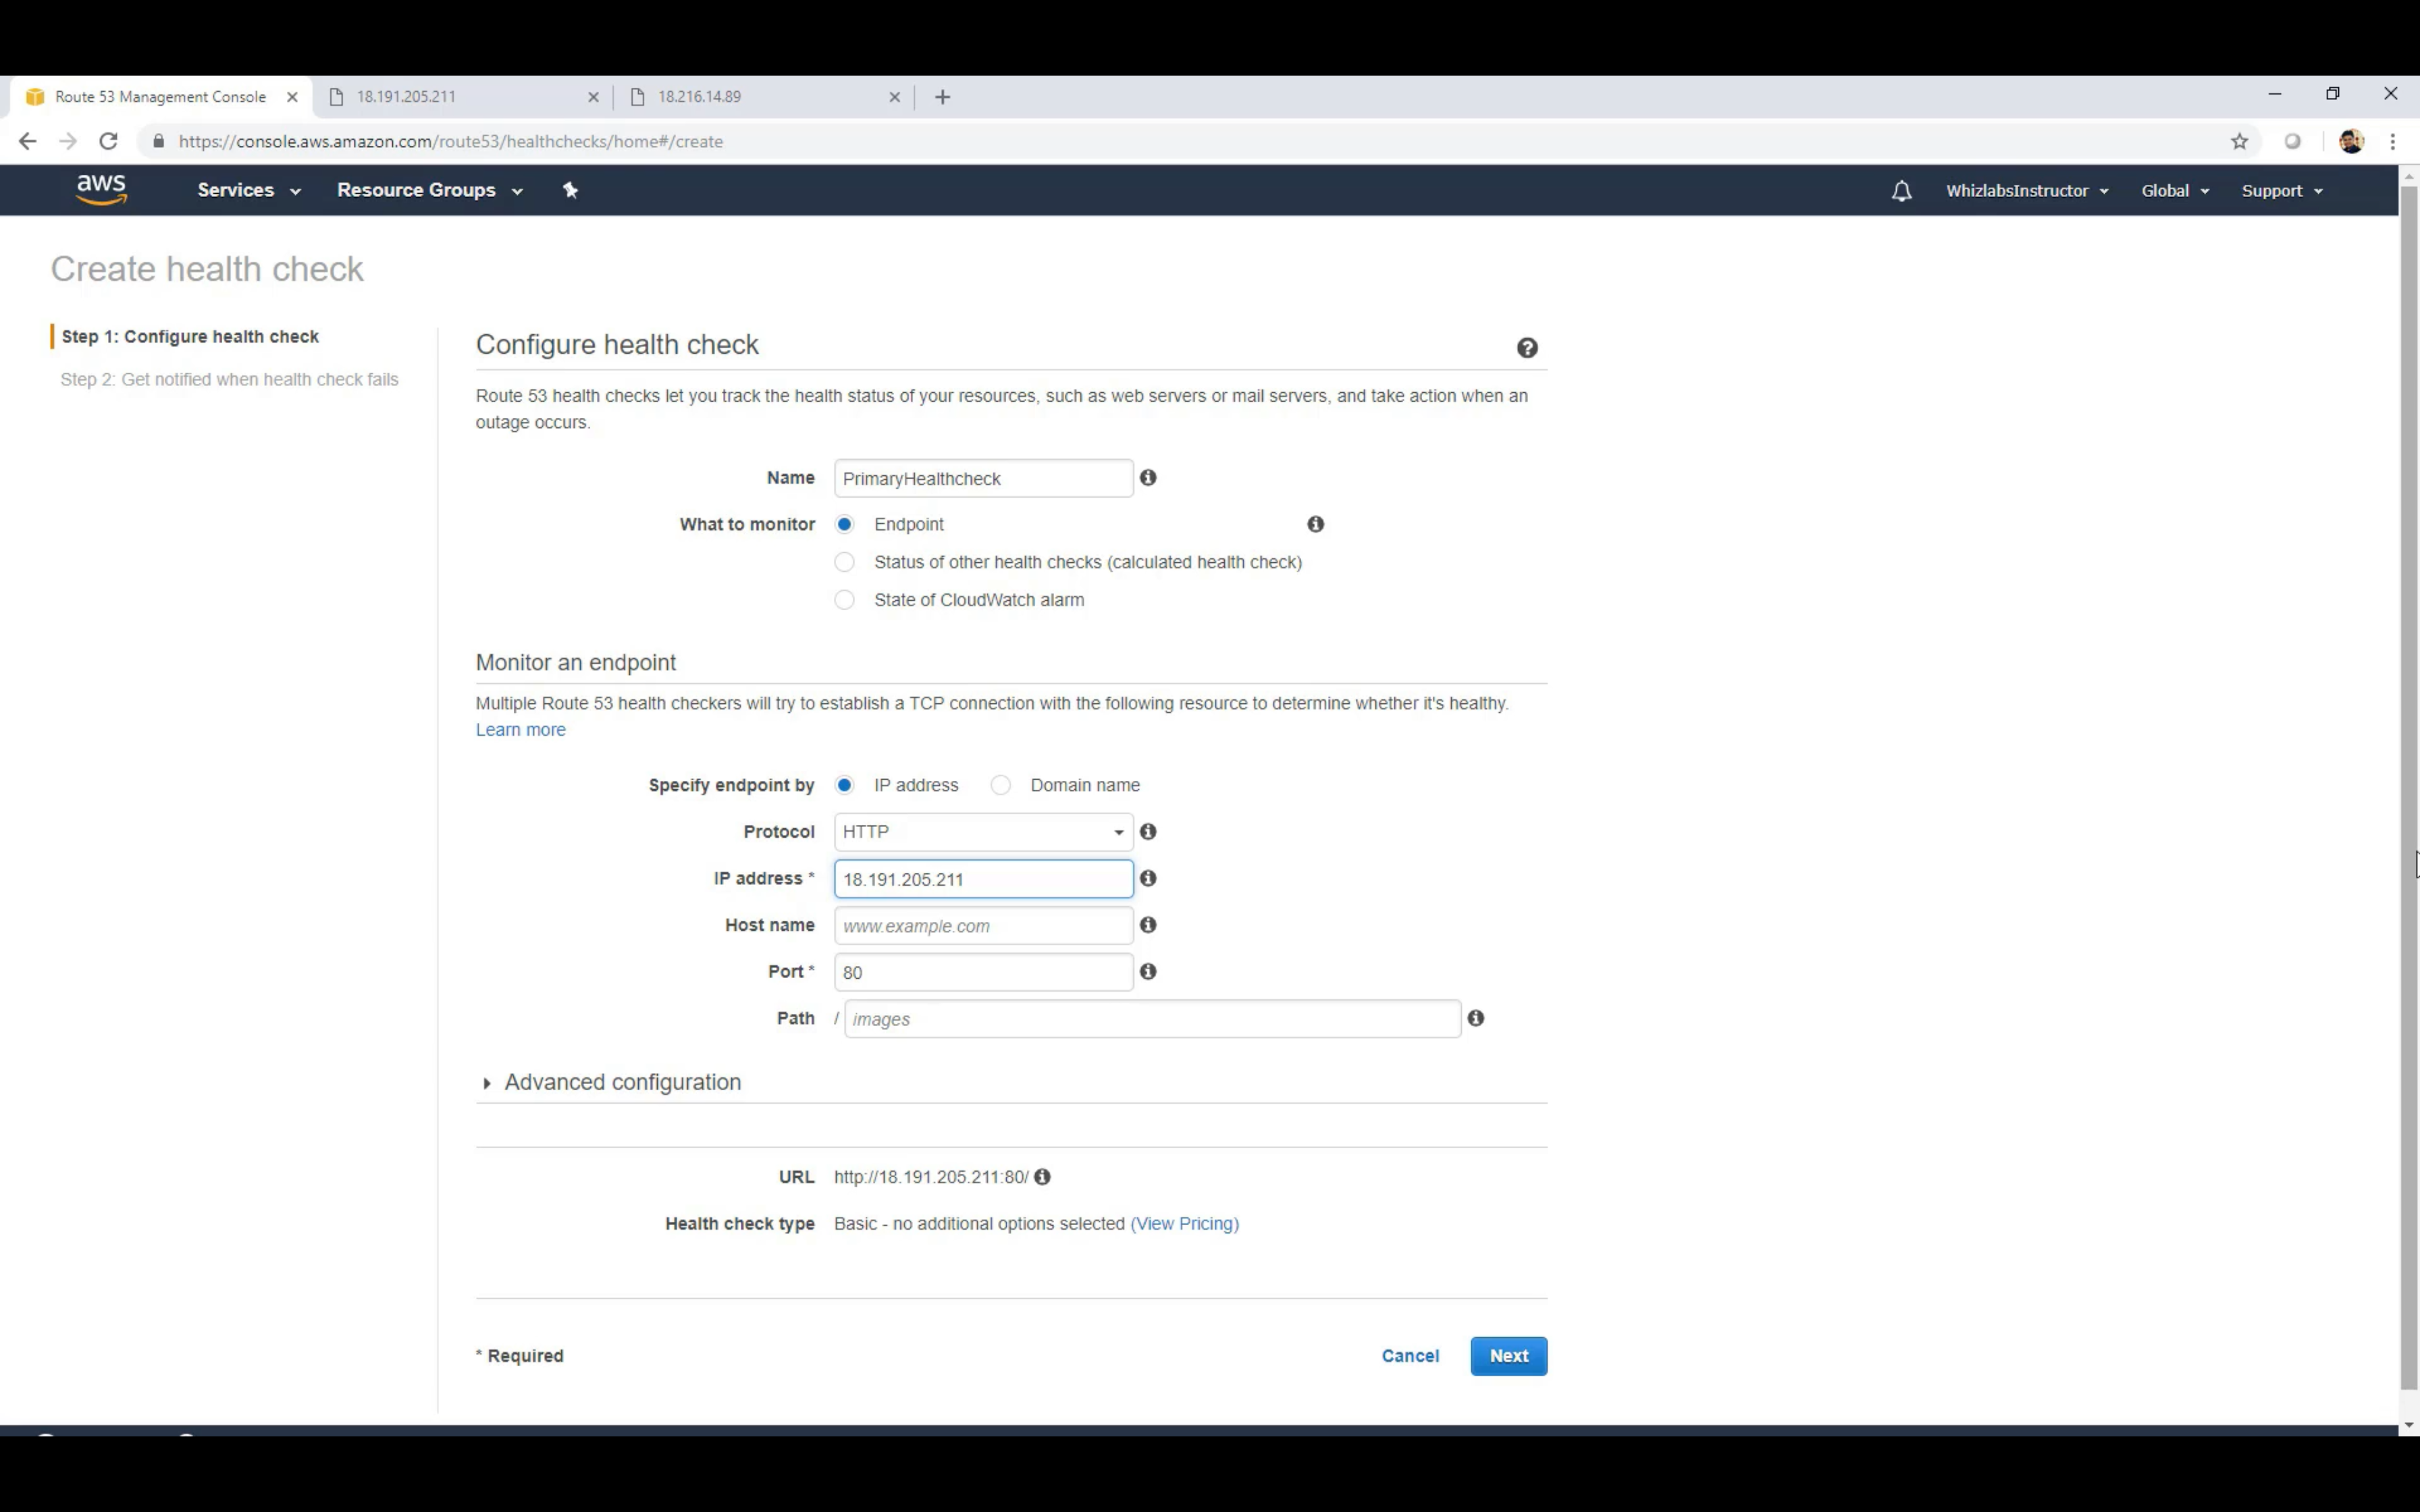 Route 53 Management Console
18.191.205.211
18.216.14.89
https://console.aws.amazon.com/route53/healthchecks/home#/create
aws Services Resource Groups WhizlabsInstructor Global Support
Create health check
Step 1: Configure health check
Step 2: Get notified when health check fails
Configure health check
Route 53 health checks let you track the health status of your resources, such as web servers or mail servers, and take action when an
outage occurs.
Name PrimaryHealthcheck
What to monitor Endpoint
Status of other health checks (calculated health check)
State of CloudWatch alarm
Monitor an endpoint
Multiple Route 53 health checkers will try to establish a TCP connection with the following resource to determine whether it's healthy.
Learn more
Specify endpoint by IP address Domain name
Protocol HTTP
IP address * 18.191.205.211
Host name www.example.com
Port * 80
Path / images
Advanced configuration
URL http://18.191.205.211:80/
Health check type Basic - no additional options selected (View Pricing)
* Required Cancel Next